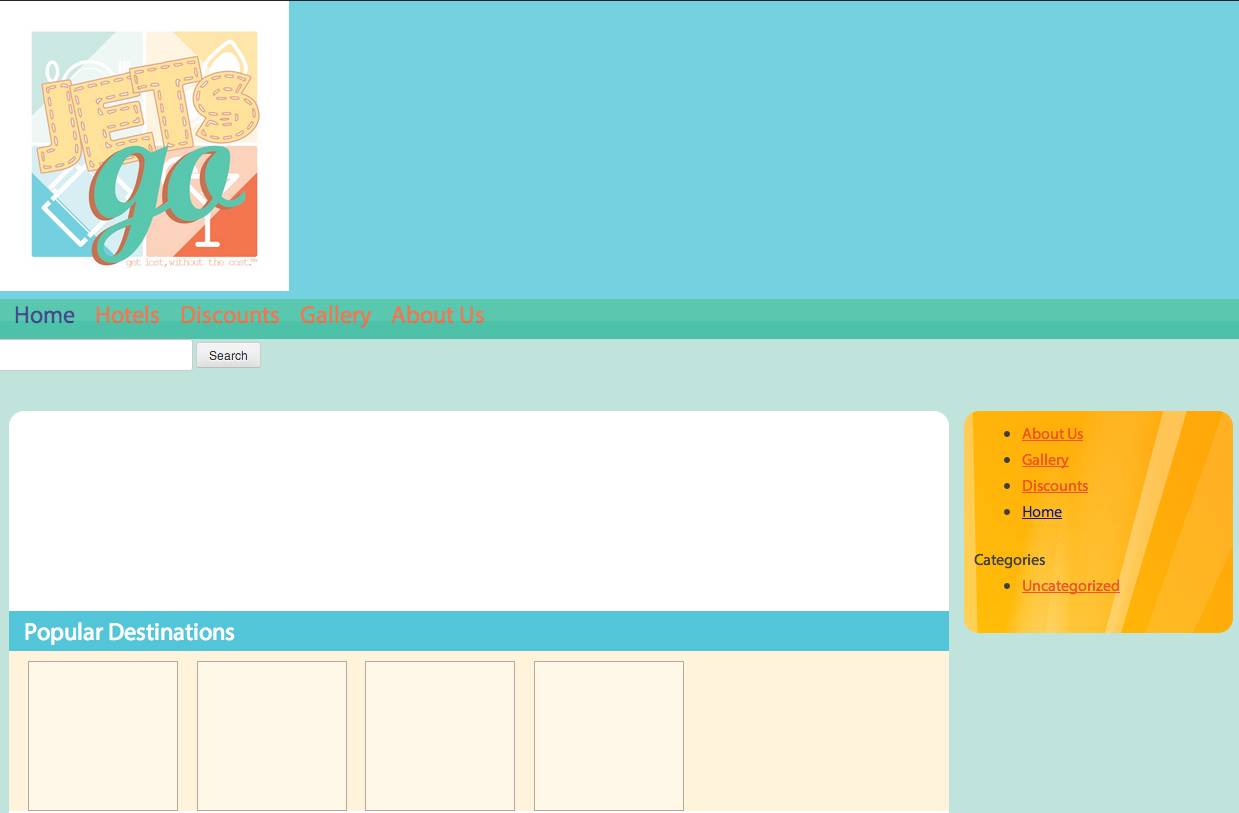 JETS
go
get lost, without the cost.™
Home Hotels Discounts Gallery About Us
Search
About Us
Gallery
Discounts
Home
Categories
Uncategorized
Popular Destinations